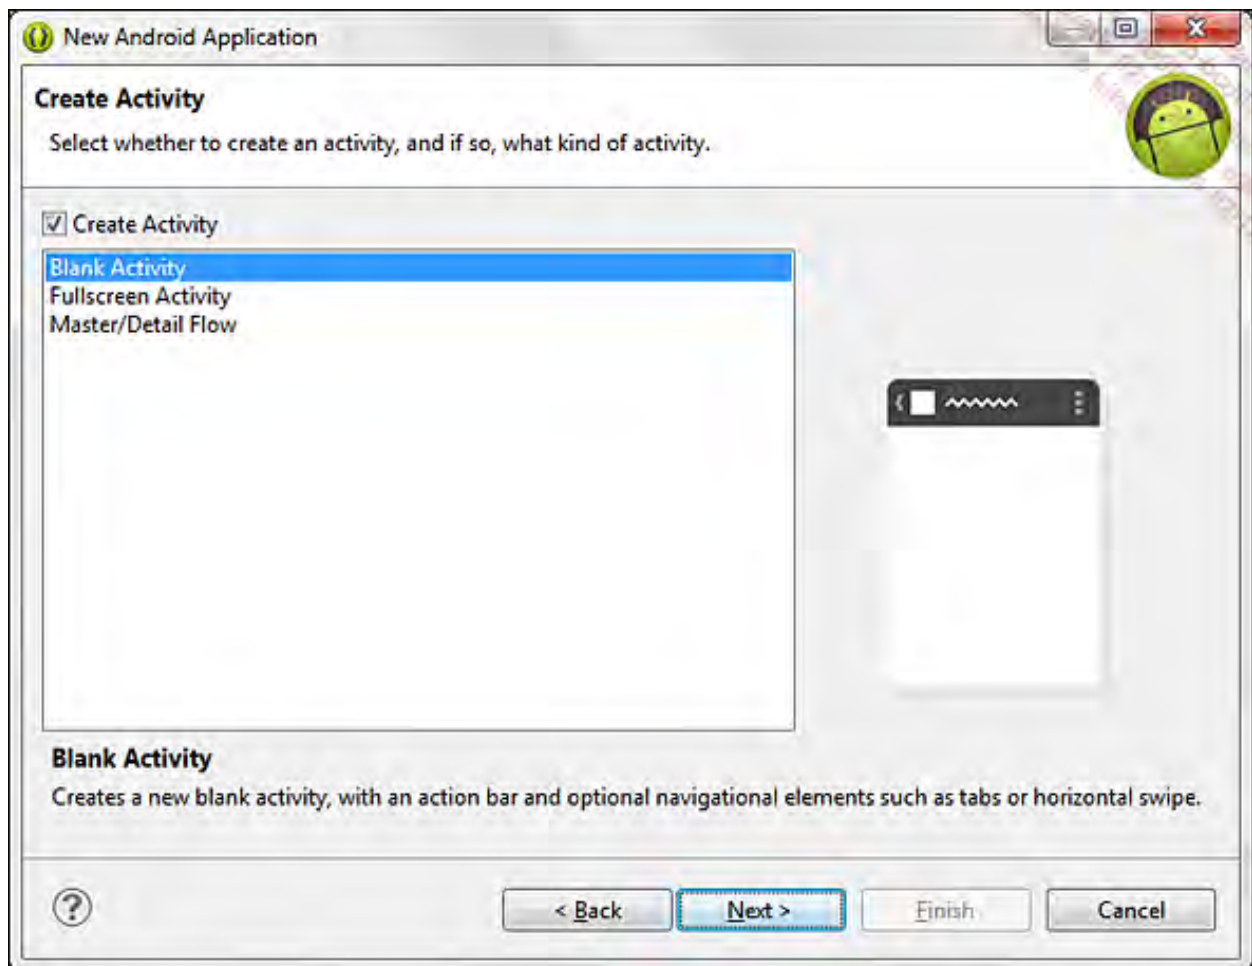 New Android Application
Create Activity
Select whether to create an activity, and if so, what kind of activity.
Create Activity
Blank Activity
Fullscreen Activity
Master/Detail Flow
Blank Activity
Creates a new blank activity, with an action bar and optional navigational elements such as tabs or horizontal swipe.
< Back Next > Finish Cancel